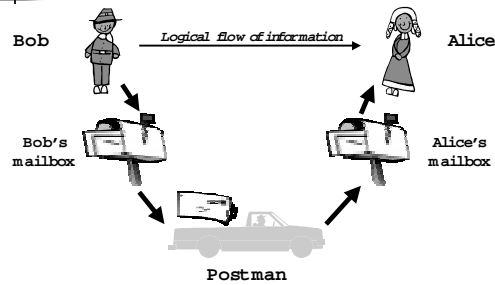 Bob
Logical flow of information
Alice
Bob's
mailbox
Alice's
mailbox
Postman